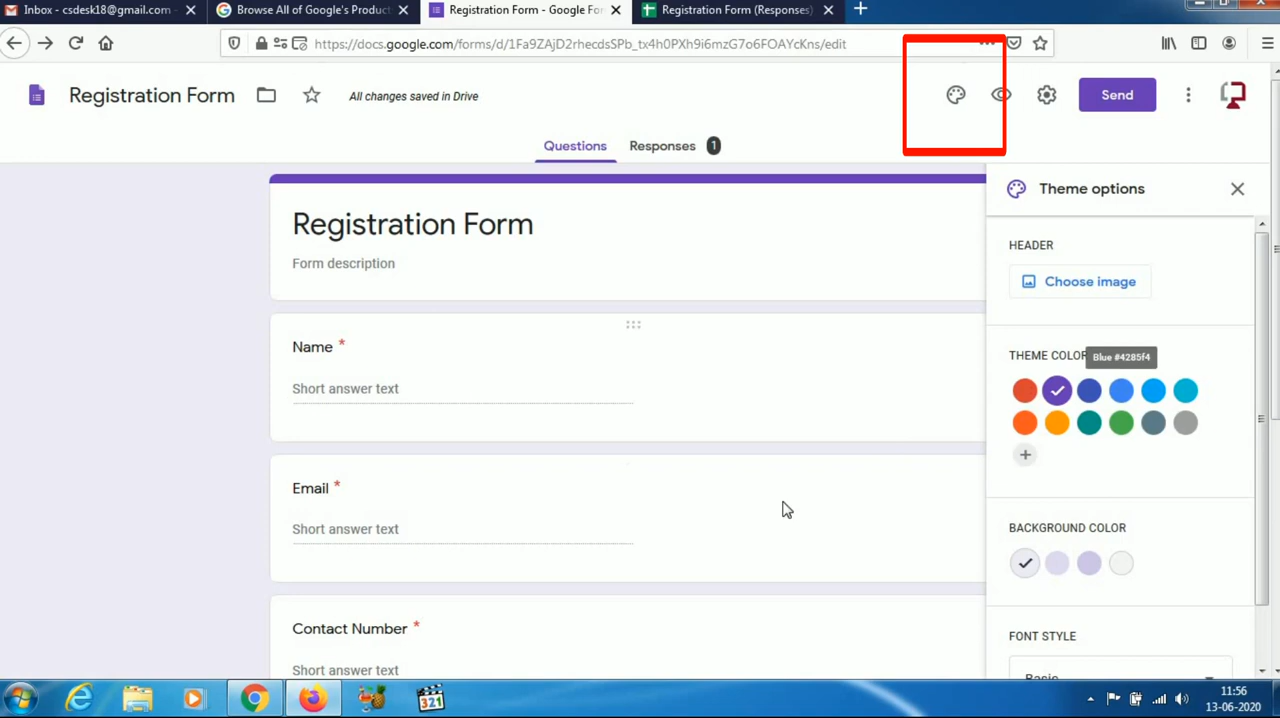 Inbox - csdesk18@gmail.com
Browse All of Google's Product
Registration Form - Google For
Registration Form (Responses)
https://docs.google.com/forms/d/1Fa9ZAjD2rhecdsSPb_tx4h0PXh9i6mzG7o6FOAYcKns/edit
Registration Form
All changes saved in Drive
Send
Questions
Responses 1
Theme options
Registration Form
Form description
HEADER
Choose image
Name *
Short answer text
THEME COLOR
Blue #4285f4
Email *
Short answer text
BACKGROUND COLOR
Contact Number *
Short answer text
FONT STYLE
Basic
321
11:56
13-06-2020